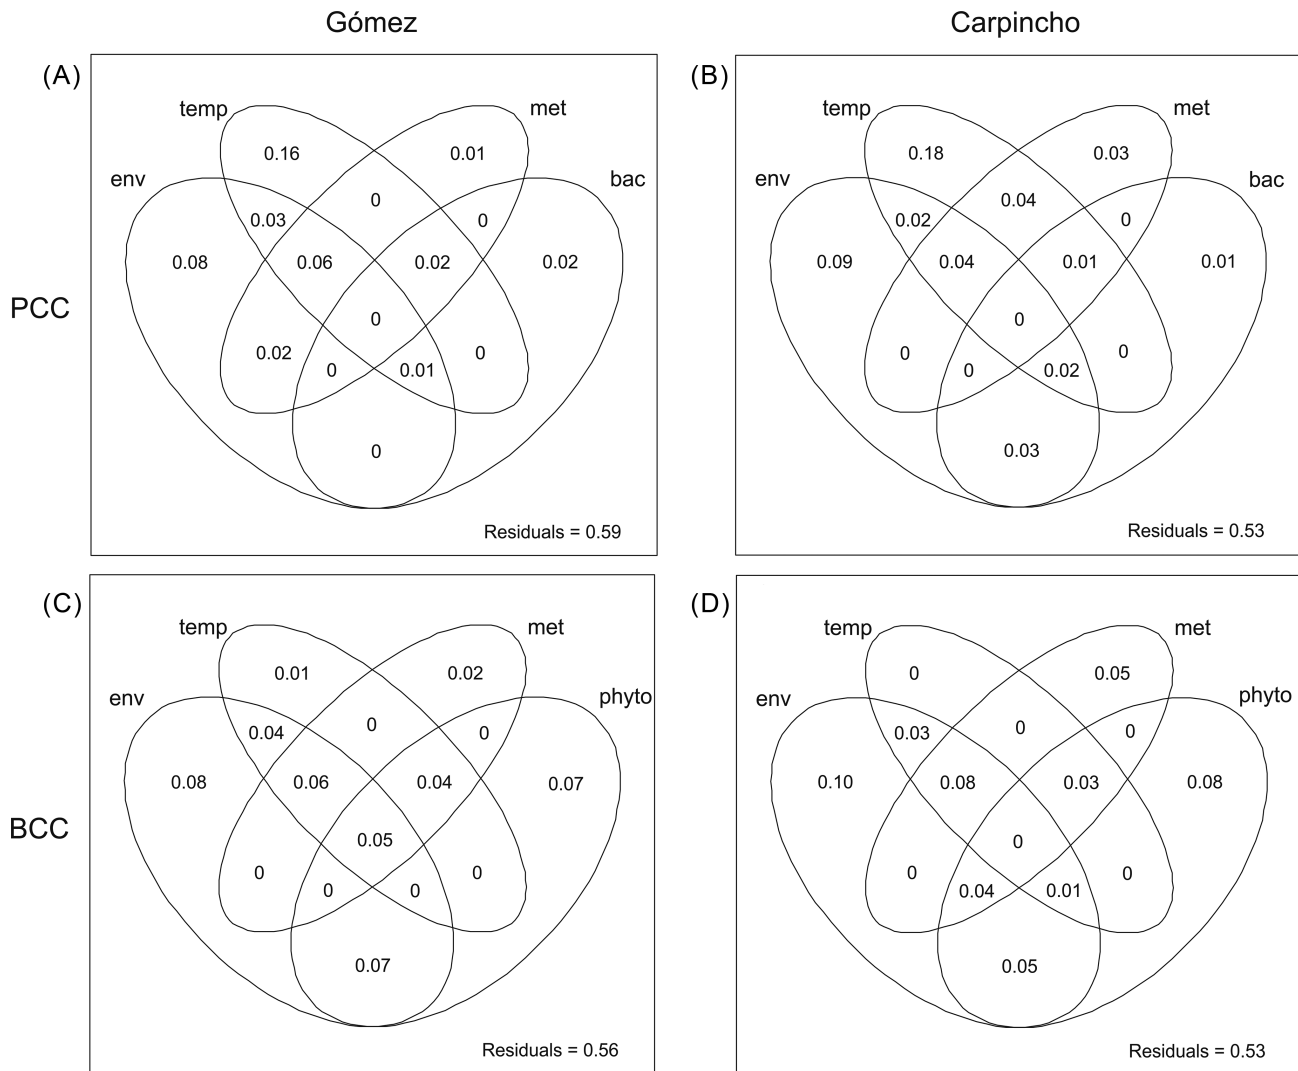 Gómez
Carpincho
PCC
BCC
(A)
temp
met
env
bac
0.16
0.01
0
0.03
0
0.08
0.06
0.02
0.02
0
0.02
0
0
0.01
0
Residuals = 0.59
(B)
temp
met
env
bac
0.18
0.03
0.04
0.02
0
0.09
0.04
0.01
0.01
0
0
0
0
0.02
0.03
Residuals = 0.53
(C)
temp
met
env
phyto
0.01
0.02
0
0.04
0
0.08
0.06
0.04
0.07
0.05
0
0
0
0
0.07
Residuals = 0.56
(D)
temp
met
env
phyto
0
0.05
0
0.03
0
0.10
0.08
0.03
0.08
0
0
0
0.04
0.01
0.05
Residuals = 0.53